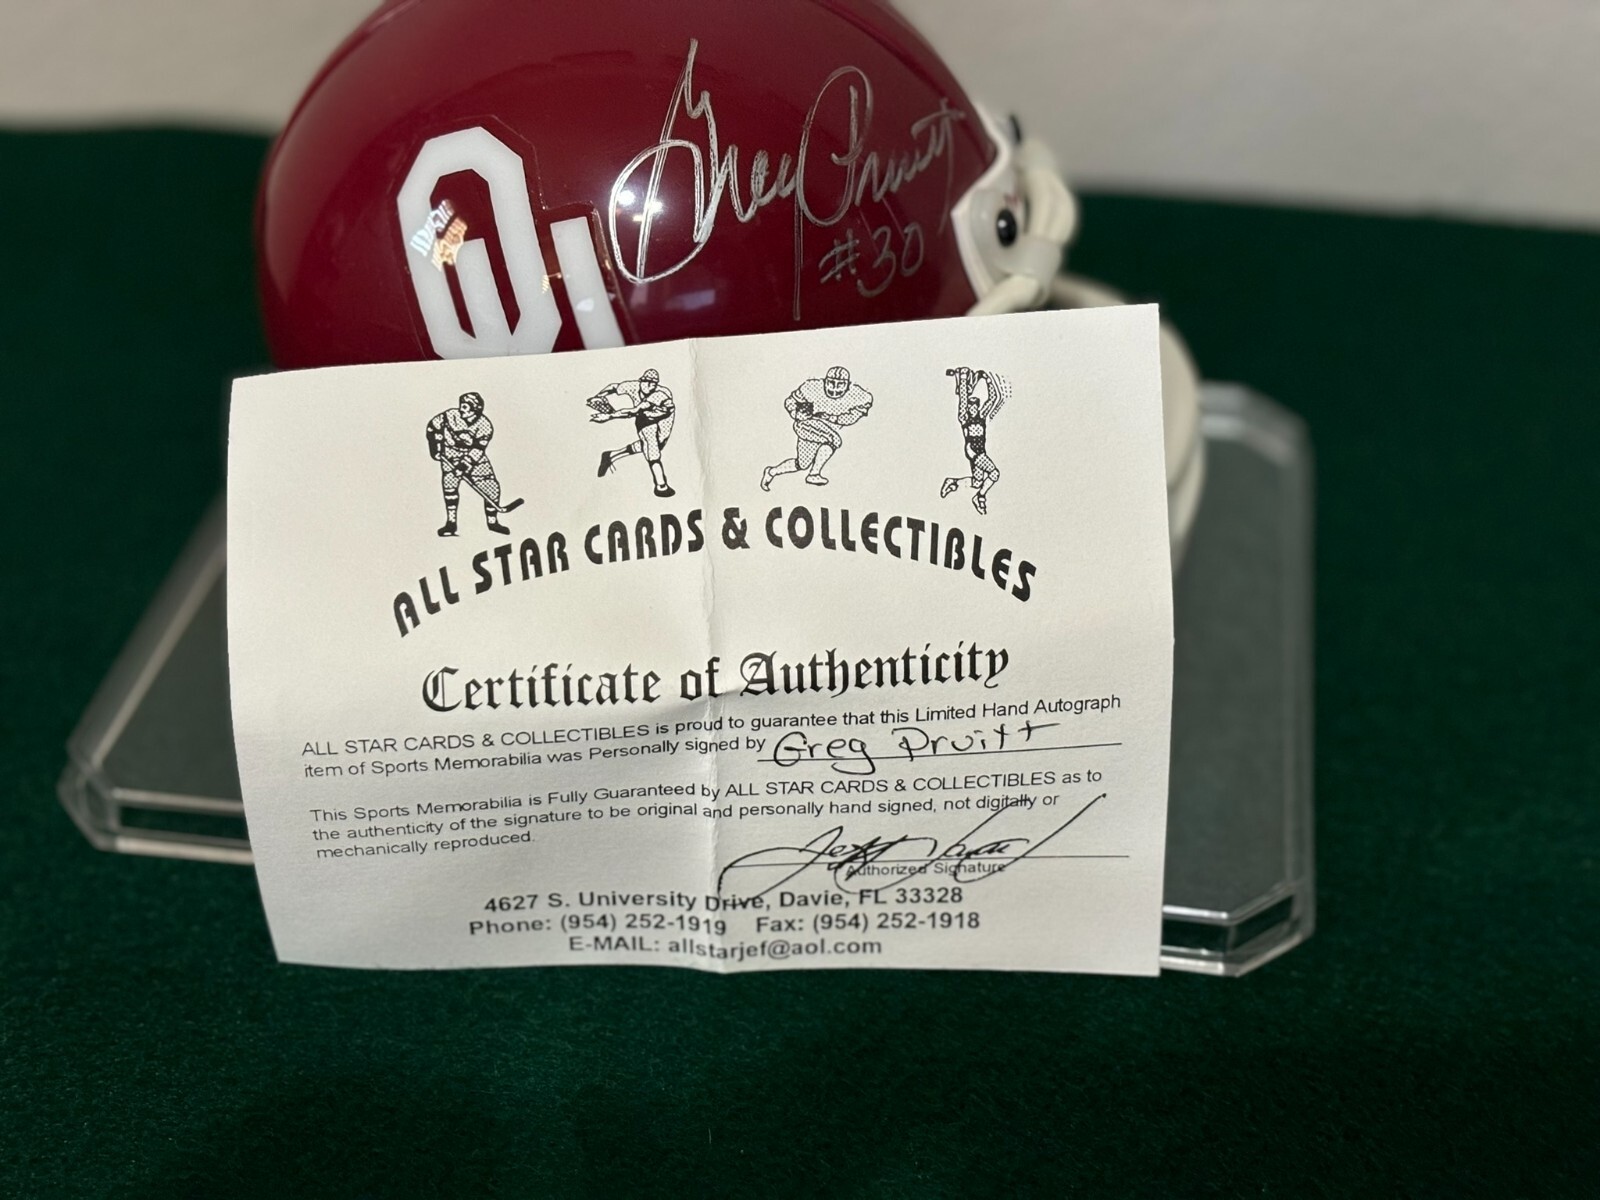 Greg Pruitt
#30
OU
ALL STAR CARDS & COLLECTIBLES
Certificate of Authenticity
ALL STAR CARDS & COLLECTIBLES is proud to guarantee that this Limited Hand Autograph
item of Sports Memorabilia was Personally signed by Greg Pruitt
This Sports Memorabilia is Fully Guaranteed by ALL STAR CARDS & COLLECTIBLES as to
the authenticity of the signature to be original and personally hand signed, not digitally or
mechanically reproduced.
Authorized Signature
4627 S. University Drive, Davie, FL 33328
Phone: (954) 252-1919 Fax: (954) 252-1918
E-MAIL: allstarjef@aol.com